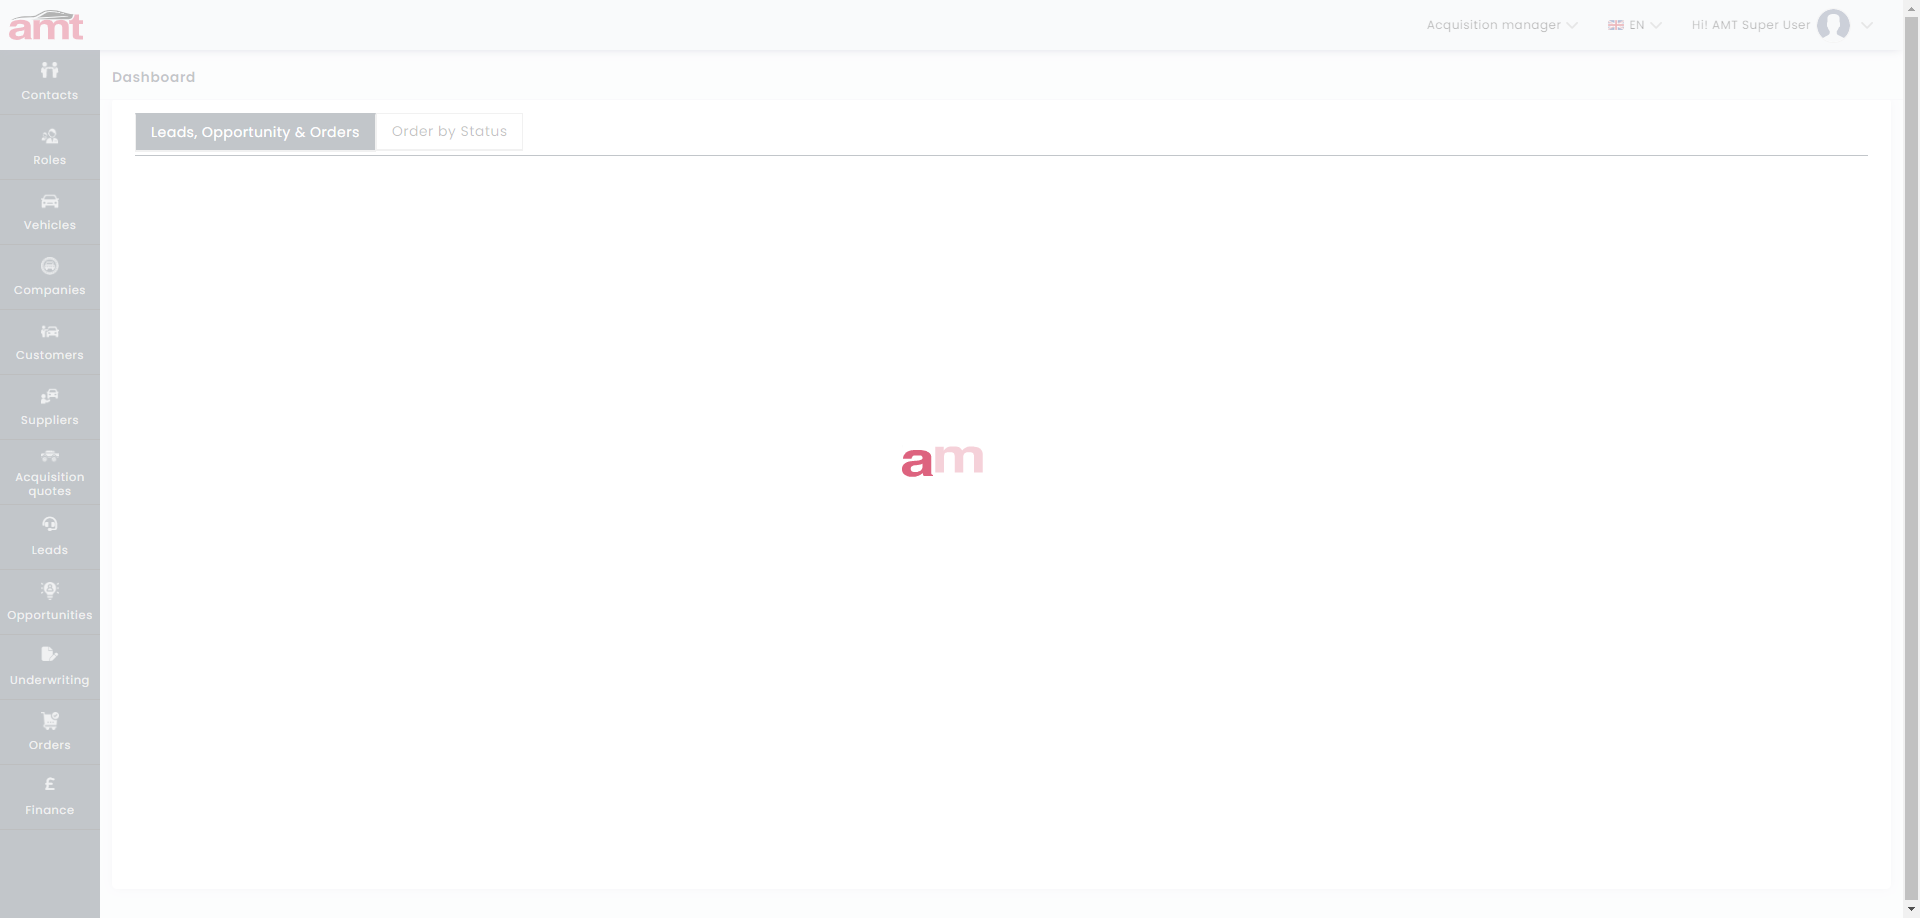 amt
Acquisition manager
EN
Hi! AMT Super User
Contacts
Roles
Vehicles
Companies
Customers
Suppliers
Acquisition
quotes
Leads
Opportunities
Underwriting
Orders
£
Finance
Dashboard
Leads, Opportunity & Orders
Order by Status
am